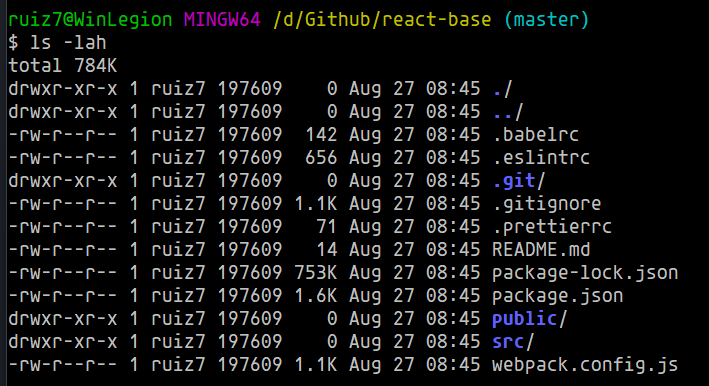 ruiz7@WinLegion MINGW64 /d/Github/react-base (master)
$ ls -lah
total 784K
drwxr-xr-x 1 ruiz7 197609    0 Aug 27 08:45 ./
drwxr-xr-x 1 ruiz7 197609    0 Aug 27 08:45 ../
-rw-r--r-- 1 ruiz7 197609  142 Aug 27 08:45 .babelrc
-rw-r--r-- 1 ruiz7 197609  656 Aug 27 08:45 .eslintrc
drwxr-xr-x 1 ruiz7 197609    0 Aug 27 08:45 .git/
-rw-r--r-- 1 ruiz7 197609 1.1K Aug 27 08:45 .gitignore
-rw-r--r-- 1 ruiz7 197609   71 Aug 27 08:45 .prettierrc
-rw-r--r-- 1 ruiz7 197609   14 Aug 27 08:45 README.md
-rw-r--r-- 1 ruiz7 197609 753K Aug 27 08:45 package-lock.json
-rw-r--r-- 1 ruiz7 197609 1.6K Aug 27 08:45 package.json
drwxr-xr-x 1 ruiz7 197609    0 Aug 27 08:45 public/
drwxr-xr-x 1 ruiz7 197609    0 Aug 27 08:45 src/
-rw-r--r-- 1 ruiz7 197609 1.1K Aug 27 08:45 webpack.config.js